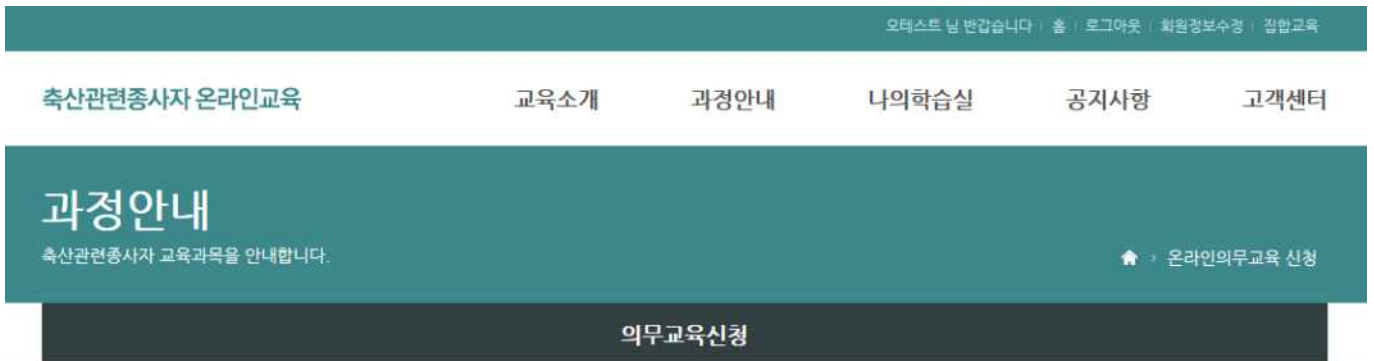 오테스트 님 반갑습니다 | 홈 | 로그아웃 | 회원정보수정 | 집합교육
축산관련종사자 온라인교육 교육소개 과정안내 나의학습실 공지사항 고객센터
과정안내
축산관련종사자 교육과목을 안내합니다.
> 온라인의무교육 신청
의무교육신청